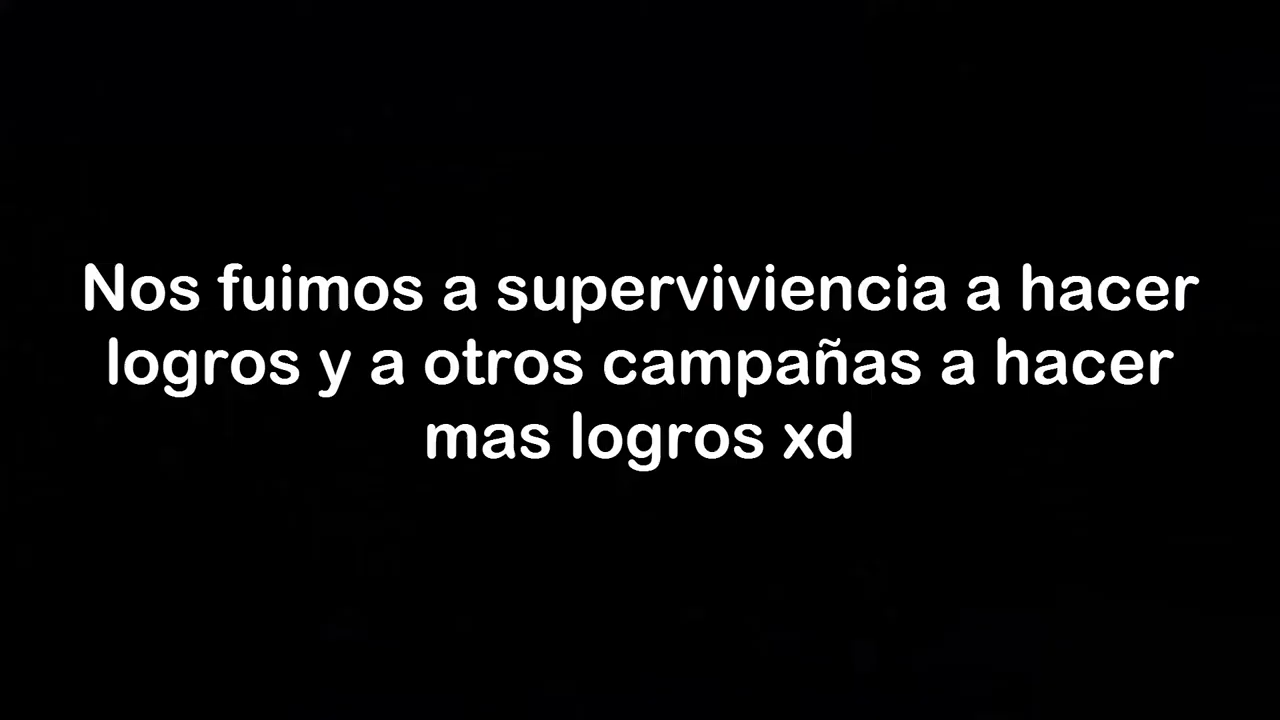 Nos fuimos a superviviencia a hacer
logros y a otros campañas a hacer
mas logros xd